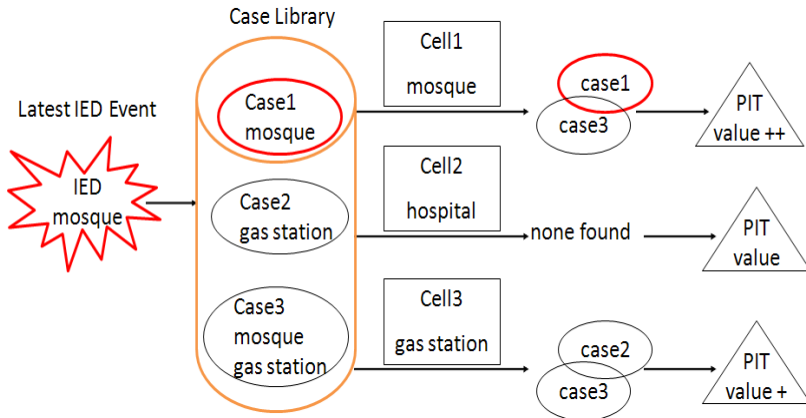 Case Library
Latest IED Event
IED
mosque
Case1
mosque
Case2
gas station
Case3
mosque
gas station
Cell1
mosque
case1
case3
PIT
value ++
Cell2
hospital
none found
PIT
value
Cell3
gas station
case2
case3
PIT
value +